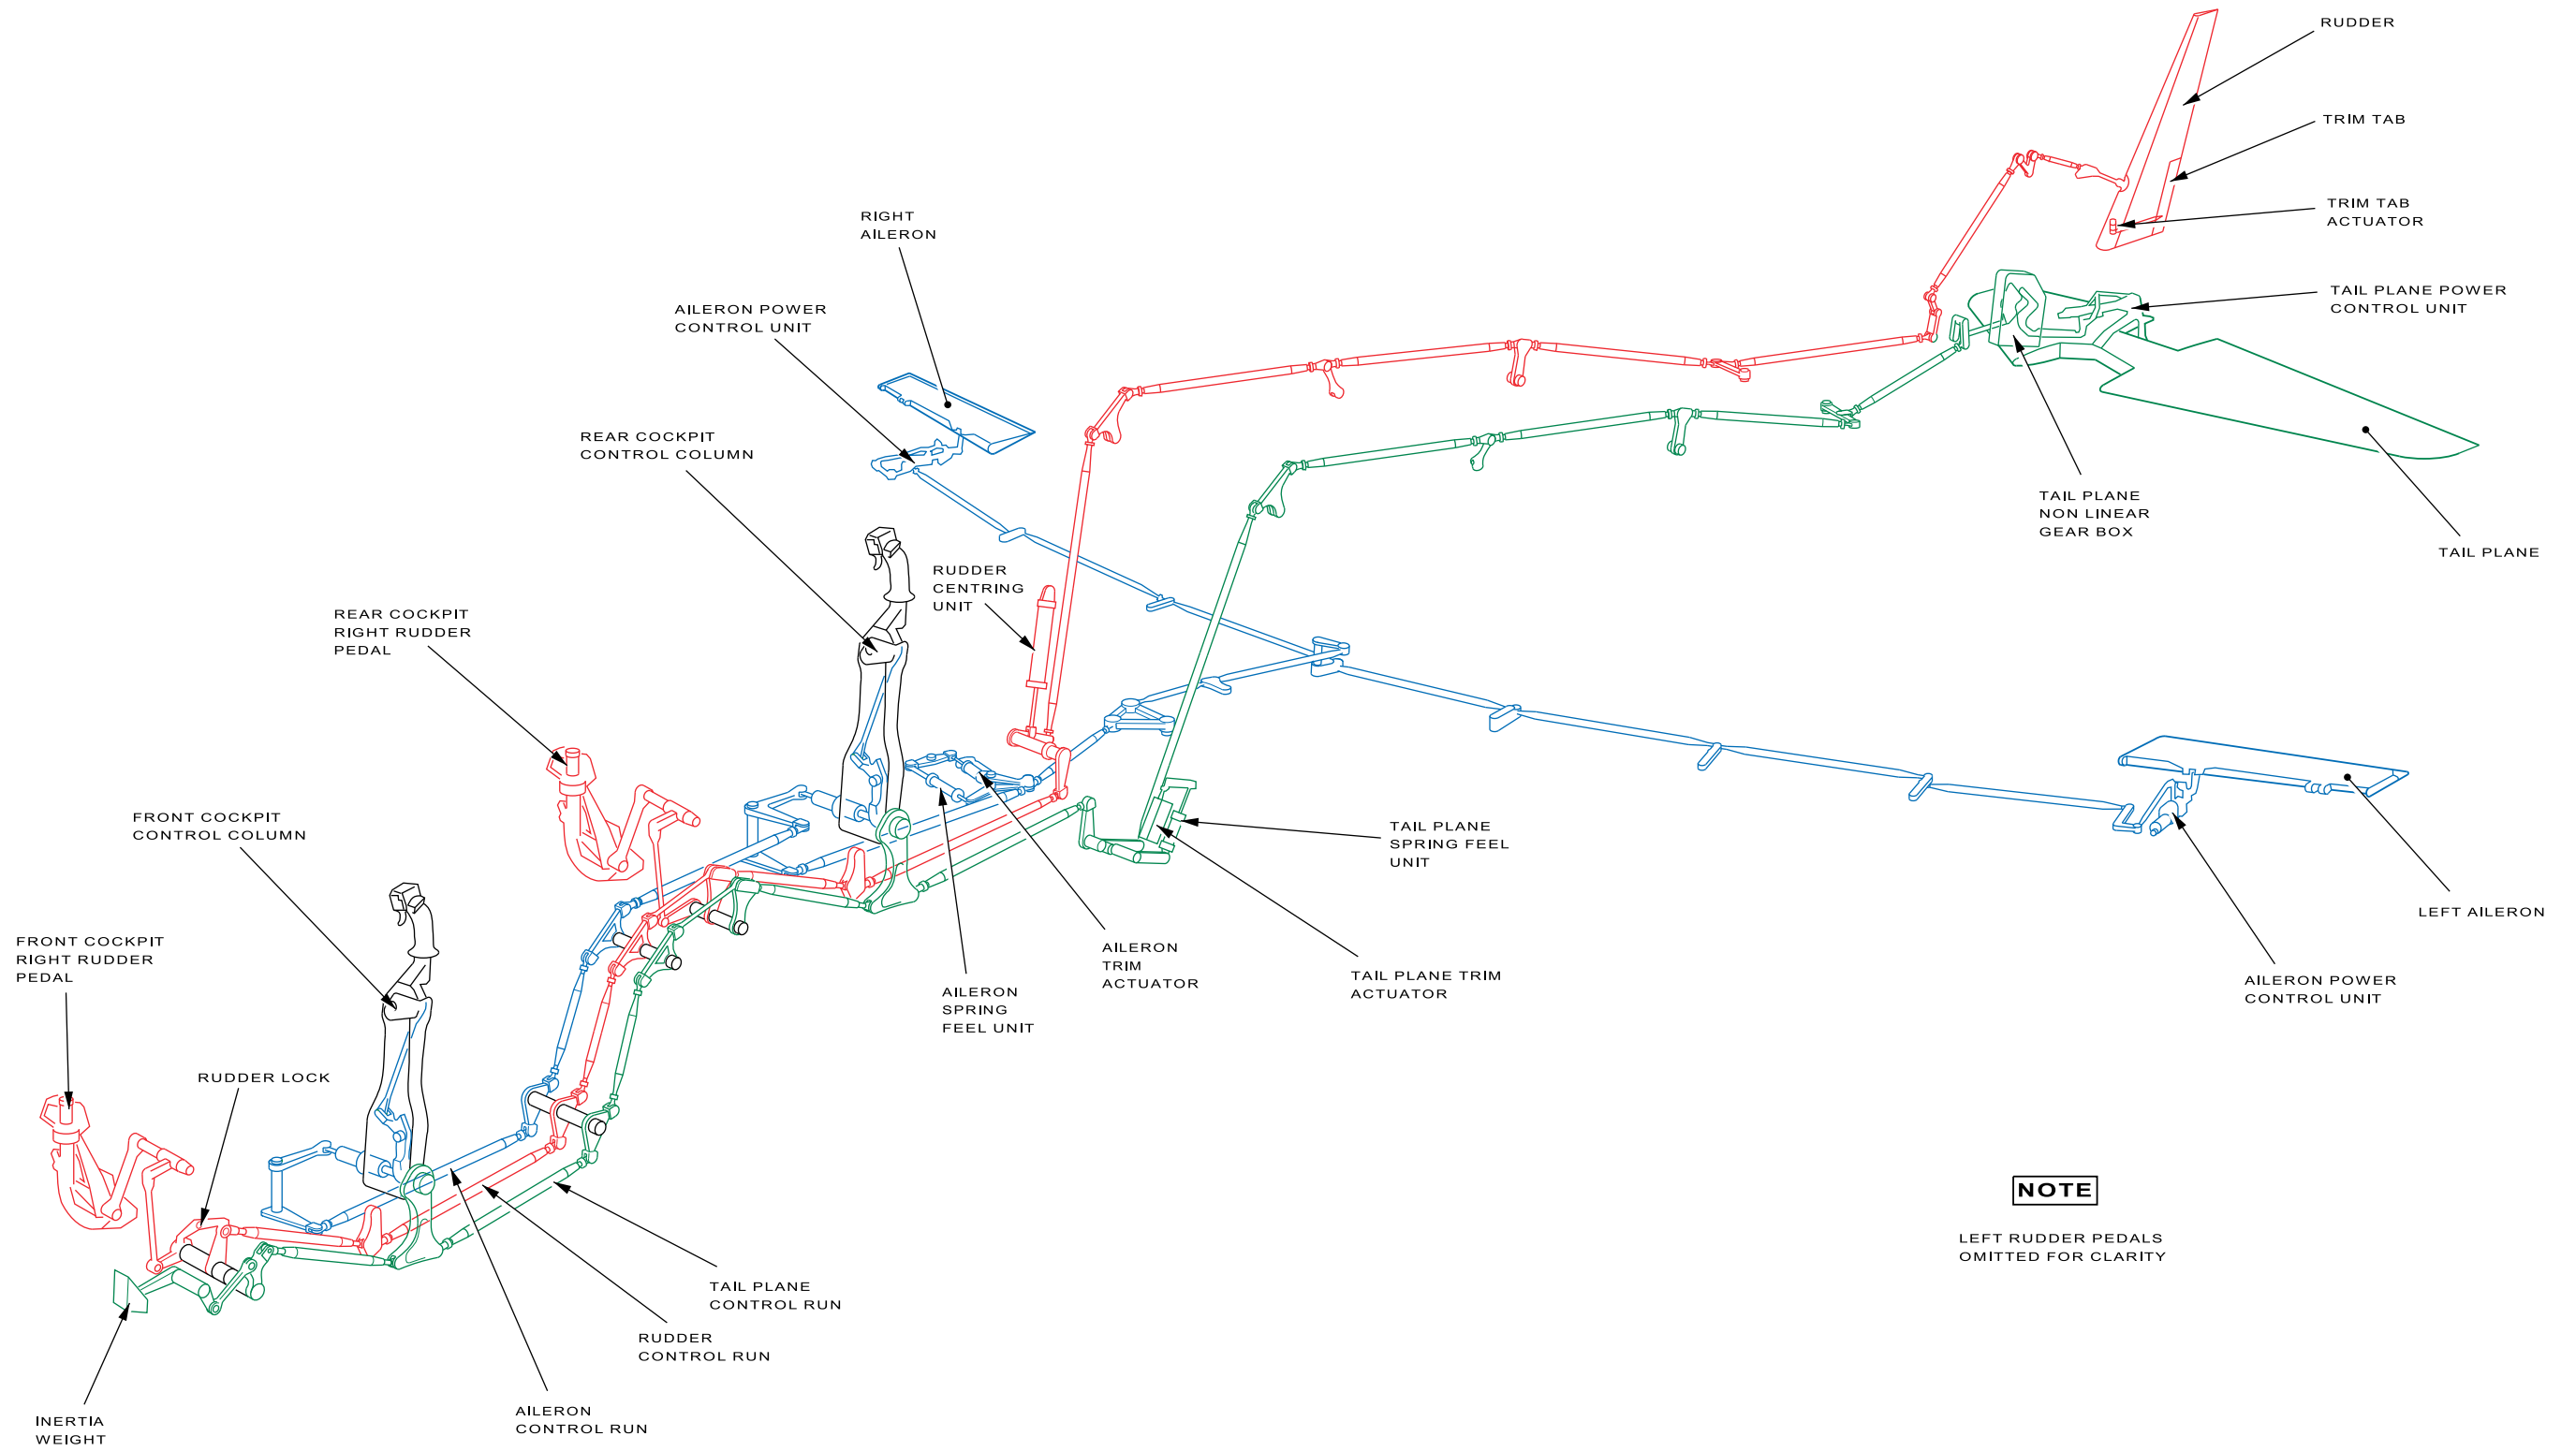 RUDDER
TRIM TAB
TRIM TAB
ACTUATOR
RIGHT
AILERON
TAIL PLANE POWER
CONTROL UNIT
AILERON POWER
CONTROL UNIT
REAR COCKPIT
CONTROL COLUMN
TAIL PLANE
NON LINEAR
GEAR BOX
TAIL PLANE
RUDDER
CENTRING
UNIT
REAR COCKPIT
RIGHT RUDDER
PEDAL
FRONT COCKPIT
CONTROL COLUMN
TAIL PLANE
SPRING FEEL
UNIT
LEFT AILERON
FRONT COCKPIT
RIGHT RUDDER
PEDAL
AILERON
TRIM
ACTUATOR
TAIL PLANE TRIM
ACTUATOR
AILERON POWER
CONTROL UNIT
AILERON
SPRING
FEEL UNIT
RUDDER LOCK
NOTE
LEFT RUDDER PEDALS
OMITTED FOR CLARITY
TAIL PLANE
CONTROL RUN
RUDDER
CONTROL RUN
AILERON
CONTROL RUN
INERTIA
WEIGHT